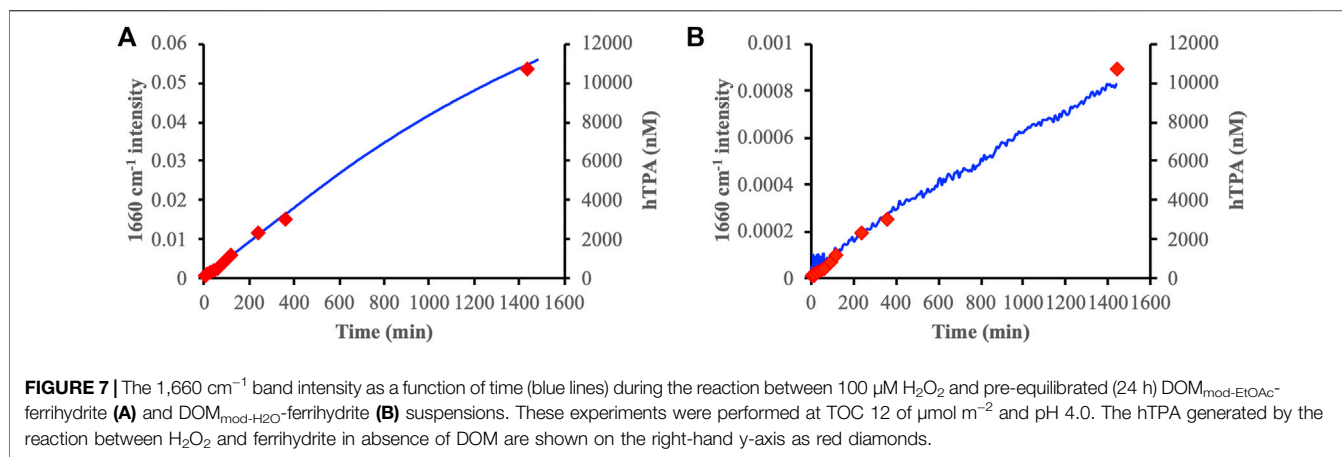 A
B
0.06
0.05
0.04
0.03
0.02
0.01
0
1660 cm⁻¹ intensity
12000
10000
8000
6000
4000
2000
0
hTPA (nM)
0 200 400 600 800 1000 1200 1400 1600
Time (min)
0.001
0.0008
0.0006
0.0004
0.0002
0
1660 cm⁻¹ intensity
12000
10000
8000
6000
4000
2000
0
hTPA (nM)
0 200 400 600 800 1000 1200 1400 1600
Time (min)
FIGURE 7 | The 1,660 cm⁻¹ band intensity as a function of time (blue lines) during the reaction between 100 µM H₂O₂ and pre-equilibrated (24 h) DOMmod-EtOAc-
ferrihydrite (A) and DOMmod-H2O-ferrihydrite (B) suspensions. These experiments were performed at TOC 12 of µmol m⁻² and pH 4.0. The hTPA generated by the
reaction between H₂O₂ and ferrihydrite in absence of DOM are shown on the right-hand y-axis as red diamonds.